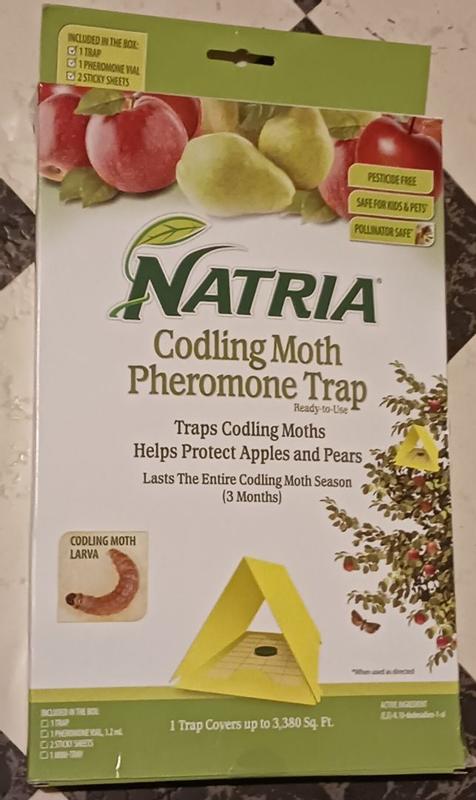 INCLUDED IN THE BOX:
1 TRAP
1 PHEROMONE VIAL
2 STICKY SHEETS
PESTICIDE FREE
SAFE FOR KIDS & PETS*
POLLINATOR SAFE*
NATRIA®
Codling Moth
Pheromone Trap
Ready-to-Use
Traps Codling Moths
Helps Protect Apples and Pears
Lasts The Entire Codling Moth Season
(3 Months)
CODLING MOTH
LARVA
*When used as directed
INCLUDED IN THE BOX:
1 TRAP
1 PHEROMONE VIAL, 1.2 mL
2 STICKY SHEETS
1 MINI-TRAY
1 Trap Covers up to 3,380 Sq. Ft.
ACTIVE INGREDIENT